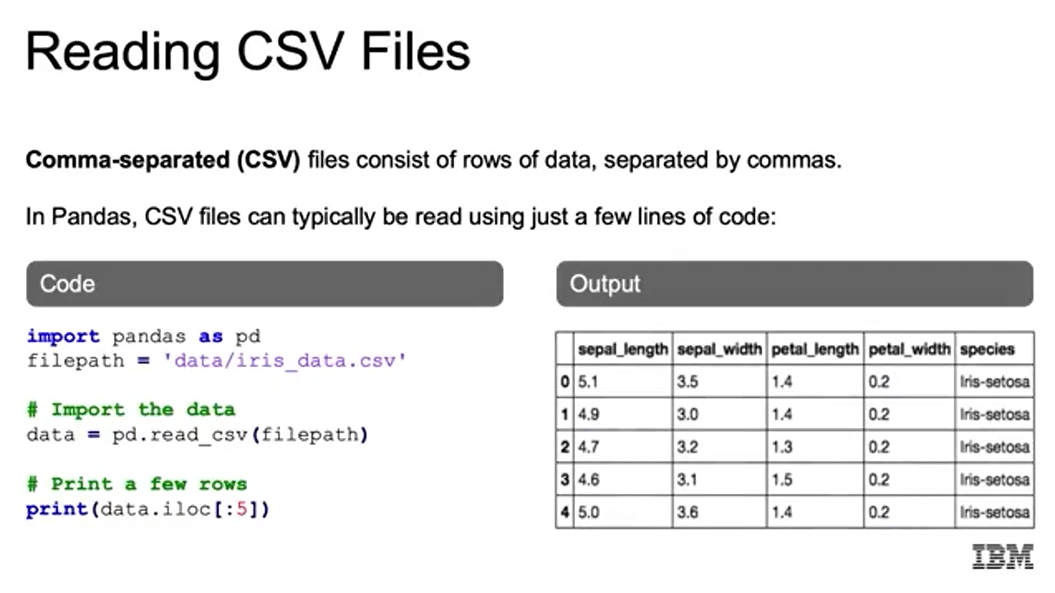 Reading CSV Files
Comma-separated (CSV) files consist of rows of data, separated by commas.
In Pandas, CSV files can typically be read using just a few lines of code:
Code
import pandas as pd
filepath = 'data/iris_data.csv'
# Import the data
data = pd.read_csv(filepath)
# Print a few rows
print(data.iloc[:5])
Output
sepal_length sepal_width petal_length petal_width species
0 5.1 3.5 1.4 0.2 Iris-setosa
1 4.9 3.0 1.4 0.2 Iris-setosa
2 4.7 3.2 1.3 0.2 Iris-setosa
3 4.6 3.1 1.5 0.2 Iris-setosa
4 5.0 3.6 1.4 0.2 Iris-setosa
IBM